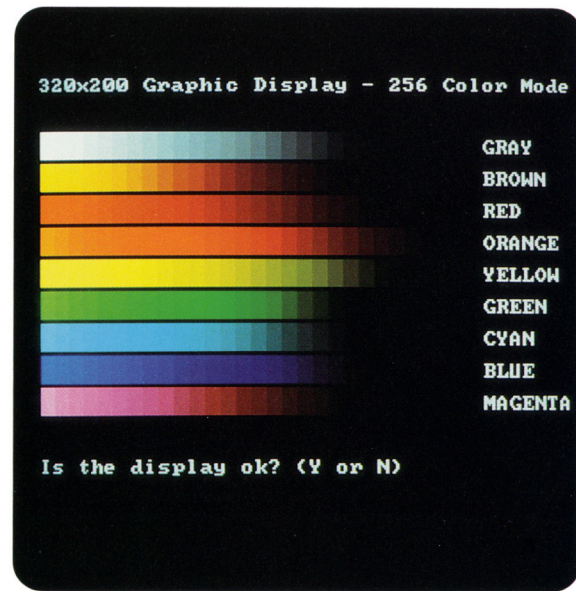 320x200 Graphic Display - 256 Color Mode
GRAY
BROWN
RED
ORANGE
YELLOW
GREEN
CYAN
BLUE
MAGENTA
Is the display ok? (Y or N)